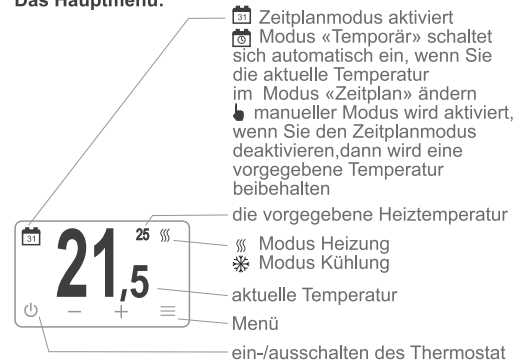 Das Hauptmenü:
31 Zeitplanmodus aktiviert
Modus «Temporär» schaltet
sich automatisch ein, wenn Sie
die aktuelle Temperatur
im Modus «Zeitplan» ändern
manueller Modus wird aktiviert,
wenn Sie den Zeitplanmodus
deaktivieren,dann wird eine
vorgegebene Temperatur
beibehalten
die vorgegebene Heiztemperatur
31 21,5 25
Modus Heizung
Modus Kühlung
aktuelle Temperatur
Menü
ein-/ausschalten des Thermostat